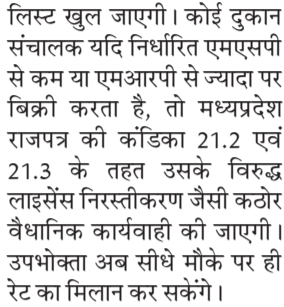 लिस्ट खुल जाएगी। कोई दुकान
संचालक यदि निर्धारित एमएसपी
से कम या एमआरपी से ज्यादा पर
बिक्री करता है, तो मध्यप्रदेश
राजपत्र की कंडिका 21.2 एवं
21.3 के तहत उसके विरुद्ध
लाइसेंस निरस्तीकरण जैसी कठोर
वैधानिक कार्यवाही की जाएगी।
उपभोक्ता अब सीधे मौके पर ही
रेट का मिलान कर सकेंगे।